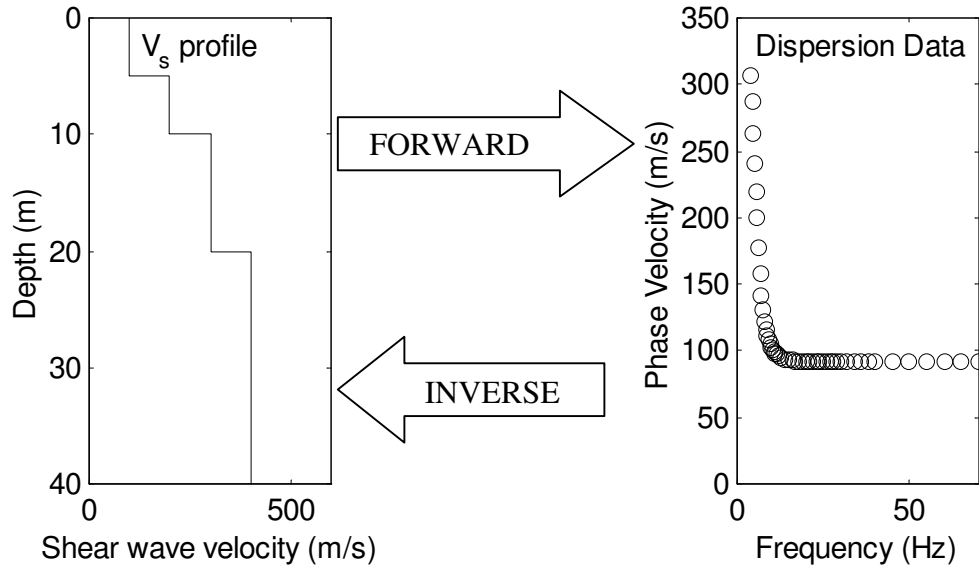 V_s profile
0
10
20
30
40
Depth (m)
0 500
Shear wave velocity (m/s)
FORWARD
INVERSE
Dispersion Data
350
300
250
200
150
100
50
0
Phase Velocity (m/s)
0 50
Frequency (Hz)